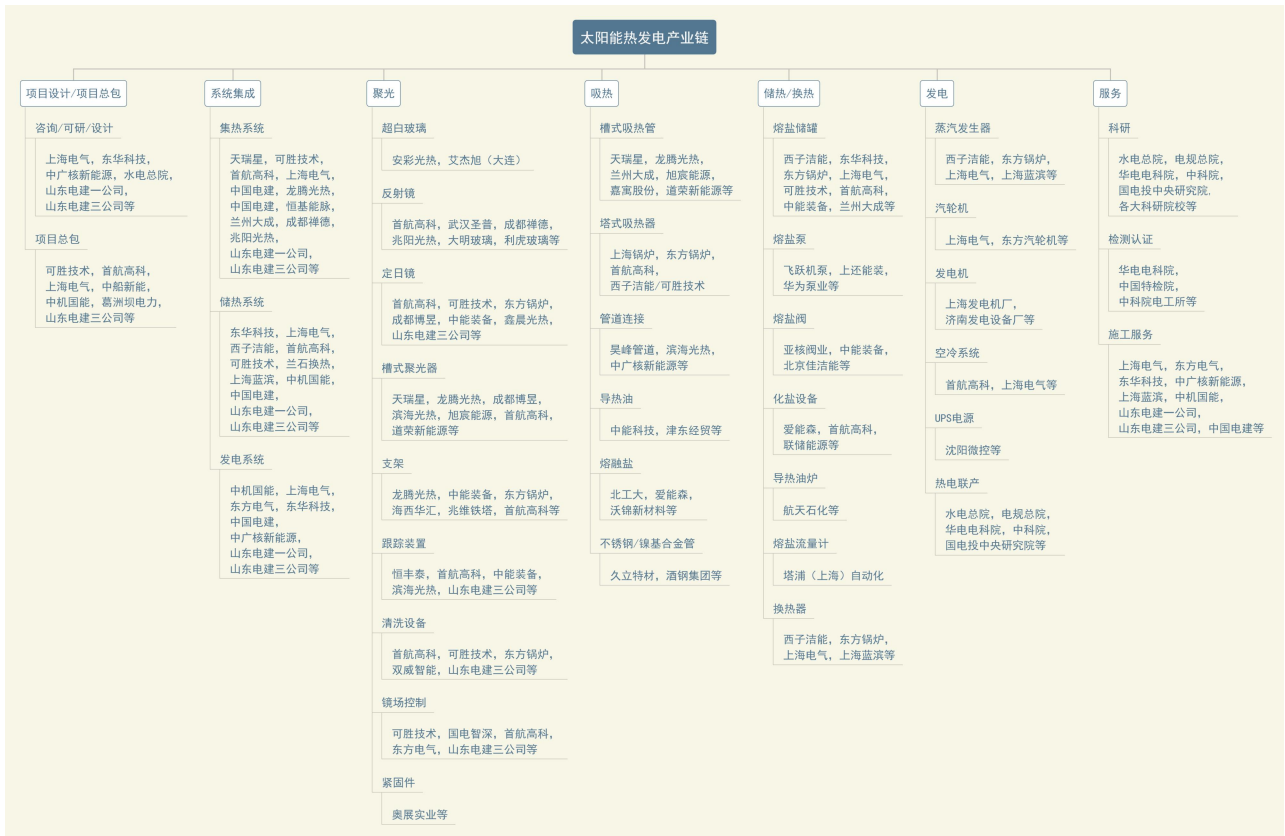 太阳能热发电产业链
项目设计/项目总包
咨询/可研/设计
上海电气，东华科技，
中广核新能源，水电总院，
山东电建一公司，
山东电建三公司等
项目总包
可胜技术，首航高科，
上海电气，中船新能，
中机国能，葛洲坝电力，
山东电建三公司等
系统集成
集热系统
天瑞星，可胜技术，
首航高科，上海电气，
中国电建，龙腾光热，
中国电建，恒基能脉，
兰州大成，成都禅德，
兆阳光热，
山东电建一公司，
山东电建三公司等
储热系统
东华科技，上海电气，
西子洁能，首航高科，
可胜技术，兰石换热，
上海蓝滨，中机国能，
中国电建，
山东电建一公司，
山东电建三公司等
发电系统
中机国能，上海电气，
东方电气，东华科技，
中国电建，
中广核新能源，
山东电建一公司，
山东电建三公司等
聚光
超白玻璃
安彩光热，艾杰旭（大连）
反射镜
首航高科，武汉圣普，成都禅德，
兆阳光热，大明玻璃，利虎玻璃等
定日镜
首航高科，可胜技术，东方锅炉，
成都博昱，中能装备，鑫晨光热，
山东电建三公司等
槽式聚光器
天瑞星，龙腾光热，成都博昱，
滨海光热，旭宸能源，首航高科，
道荣新能源等
支架
龙腾光热，中能装备，东方锅炉，
海西华汇，兆维铁塔，首航高科等
跟踪装置
恒丰泰，首航高科，中能装备，
滨海光热，山东电建三公司等
清洗设备
首航高科，可胜技术，东方锅炉，
双威智能，山东电建三公司等
镜场控制
可胜技术，国电智深，首航高科，
东方电气，山东电建三公司等
紧固件
奥展实业等
吸热
槽式吸热管
天瑞星，龙腾光热，
兰州大成，旭宸能源，
嘉寓股份，道荣新能源等
塔式吸热器
上海锅炉，东方锅炉，
首航高科，
西子洁能/可胜技术
管道连接
昊峰管道，滨海光热，
中广核新能源等
导热油
中能科技，津东经贸等
熔融盐
北工大，爱能森，
沃锦新材料等
不锈钢/镍基合金管
久立特材，酒钢集团等
储热/换热
熔盐储罐
西子洁能，东华科技，
东方锅炉，上海电气，
可胜技术，首航高科，
中能装备，兰州大成等
熔盐泵
飞跃机泵，上还能装，
华为泵业等
熔盐阀
亚核阀业，中能装备，
北京佳洁能等
化盐设备
爱能森，首航高科，
联储能源等
导热油炉
航天石化等
熔盐流量计
塔浦（上海）自动化
换热器
西子洁能，东方锅炉，
上海电气，上海蓝滨等
发电
蒸汽发生器
西子洁能，东方锅炉，
上海电气，上海蓝滨等
汽轮机
上海电气，东方汽轮机等
发电机
上海发电机厂，
济南发电设备厂等
空冷系统
首航高科，上海电气等
UPS电源
沈阳微控等
热电联产
水电总院，电规总院，
华电电科院，中科院，
国电投中央研究院等
服务
科研
水电总院，电规总院，
华电电科院，中科院，
国电投中央研究院.
各大科研院校等
检测认证
华电电科院，
中国特检院，
中科院电工所等
施工服务
上海电气，东方电气，
东华科技，中广核新能源，
上海蓝滨，中机国能，
山东电建一公司，
山东电建三公司，中国电建等